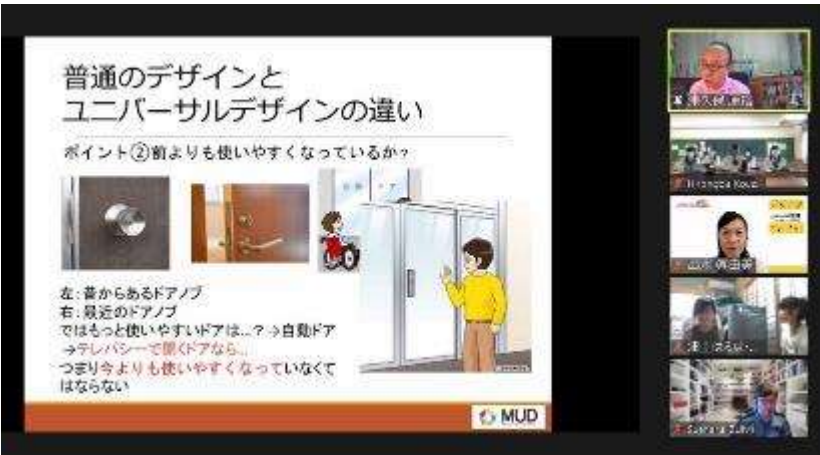 普通のデザインと
ユニバーサルデザインの違い
ポイント②前よりも使いやすくなっているか?
左:昔からあるドアノブ
右:最近のドアノブ
ではもっと使いやすいドアは…?→自動ドア
→テレパシーで開くドアなら…
つまり今よりも使いやすくなっていなくて
はならない
MUD